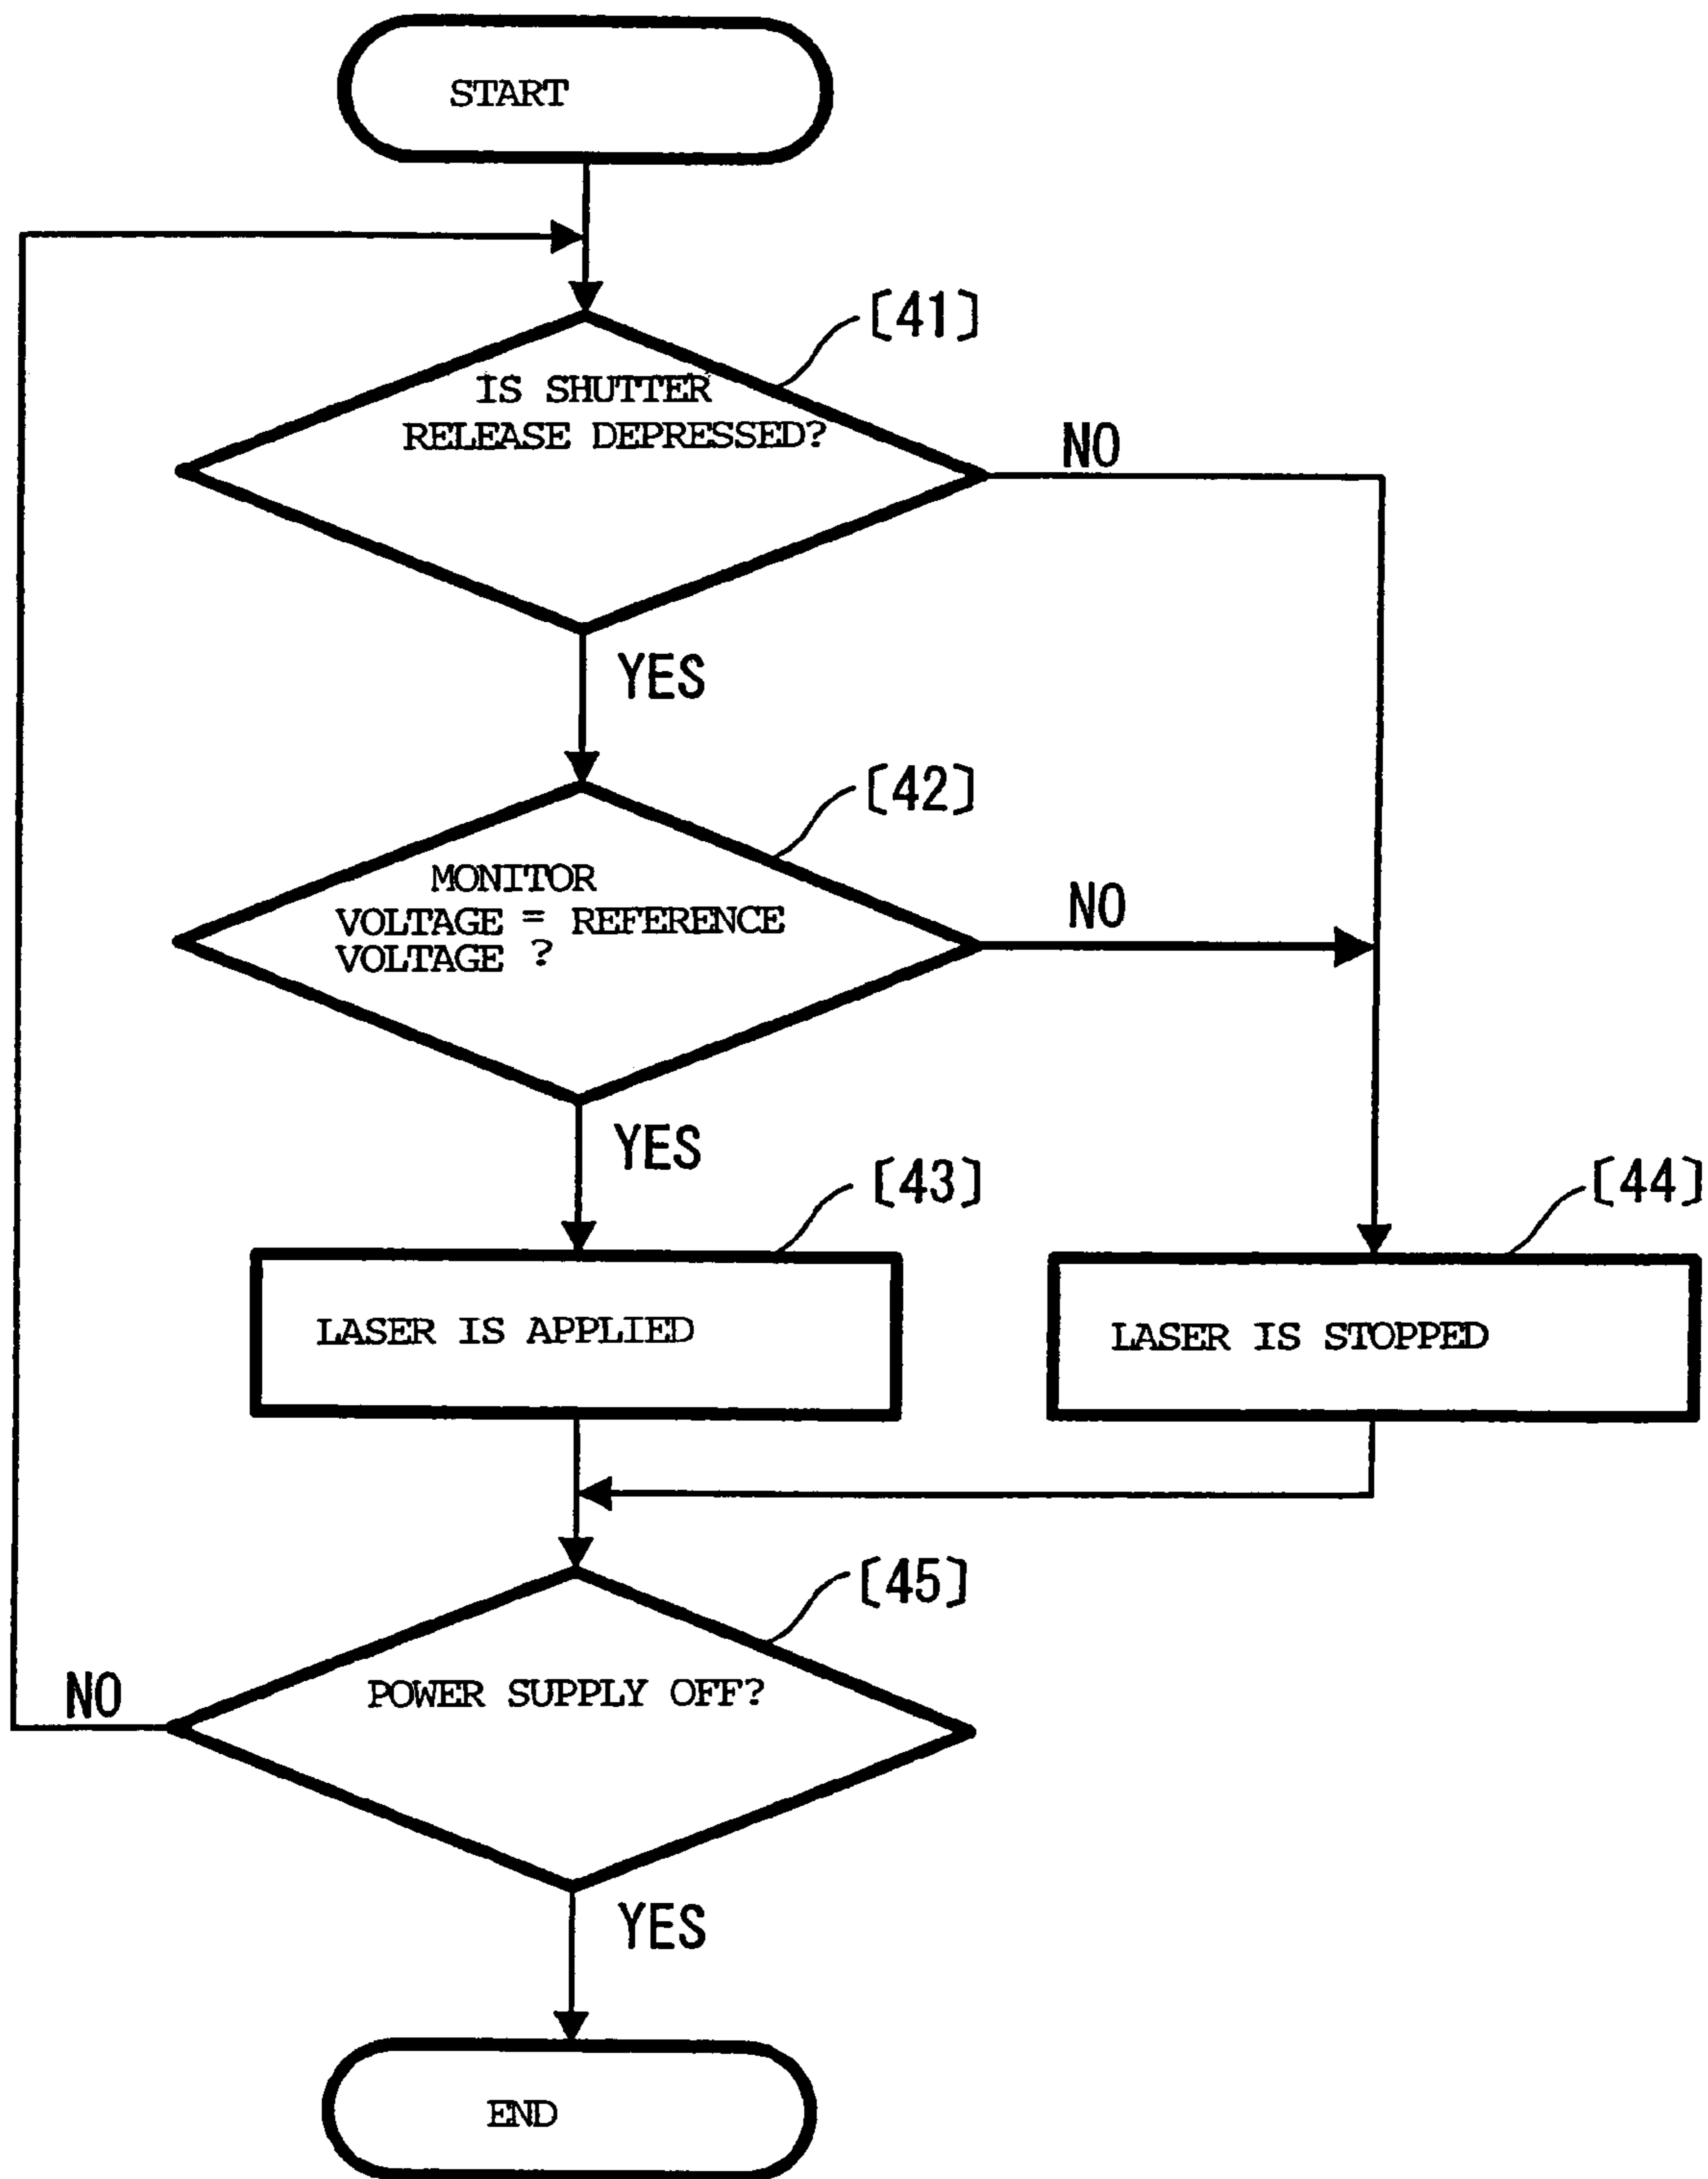 START
[41]
IS SHUTTER
RELEASE DEPRESSED?
NO
YES
[42]
MONITOR
VOLTAGE = REFERENCE
VOLTAGE ?
NO
YES
[43]
[44]
LASER IS APPLIED
LASER IS STOPPED
[45]
POWER SUPPLY OFF?
NO
YES
END